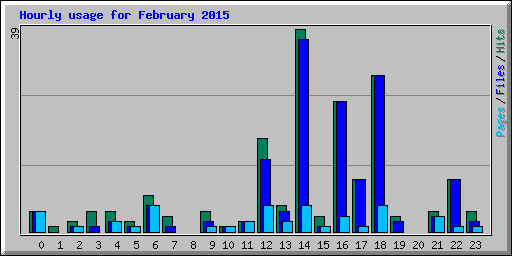 Hourly usage for February 2015
39
Pages / Files / Hits
0 1 2 3 4 5 6 7 8 9 10 11 12 13 14 15 16 17 18 19 20 21 22 23